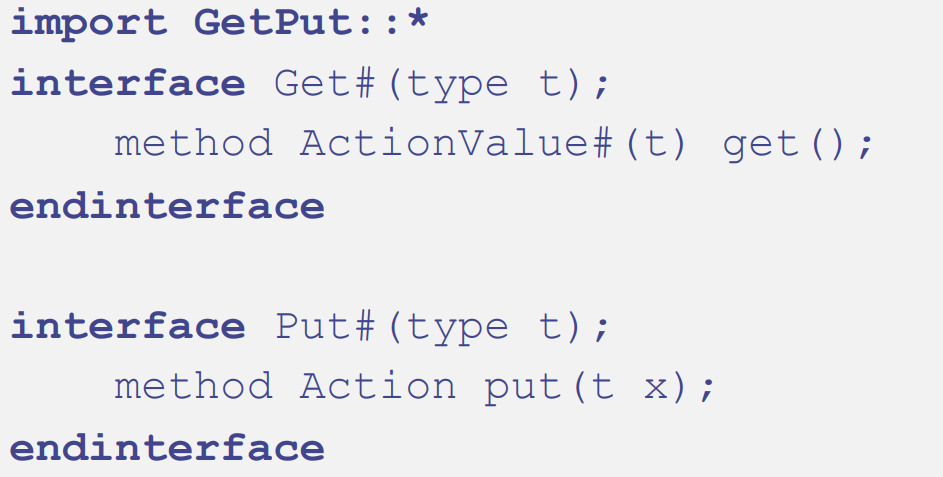 import GetPut::*
interface Get#(type t);
method ActionValue#(t) get();
endinterface
interface Put#(type t);
method Action put(t x);
endinterface